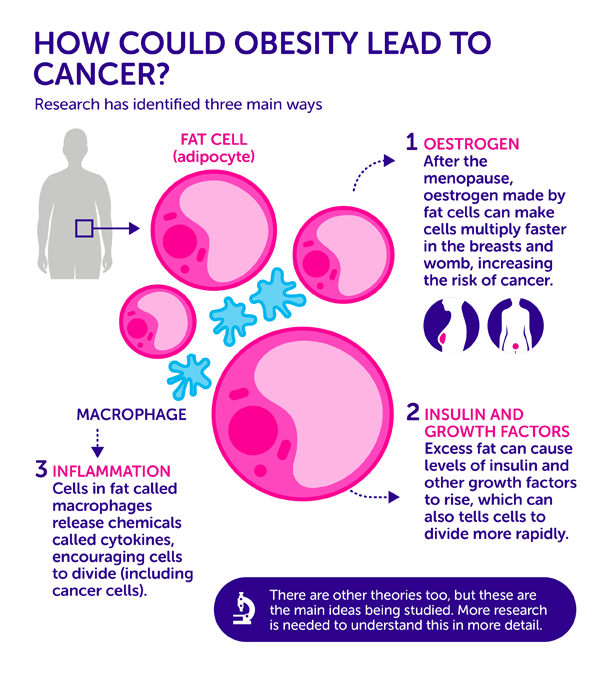 HOW COULD OBESITY LEAD TO
CANCER?
Research has identified three main ways
FAT CELL
(adipocyte)
1 OESTROGEN
After the
menopause,
oestrogen made by
fat cells can make
cells multiply faster
in the breasts and
womb, increasing
the risk of cancer.
2 INSULIN AND
GROWTH FACTORS
Excess fat can cause
levels of insulin and
other growth factors
to rise, which can
also tells cells to
divide more rapidly.
MACROPHAGE
3 INFLAMMATION
Cells in fat called
macrophages
release chemicals
called cytokines,
encouraging cells
to divide (including
cancer cells).
There are other theories too, but these are
the main ideas being studied. More research
is needed to understand this in more detail.